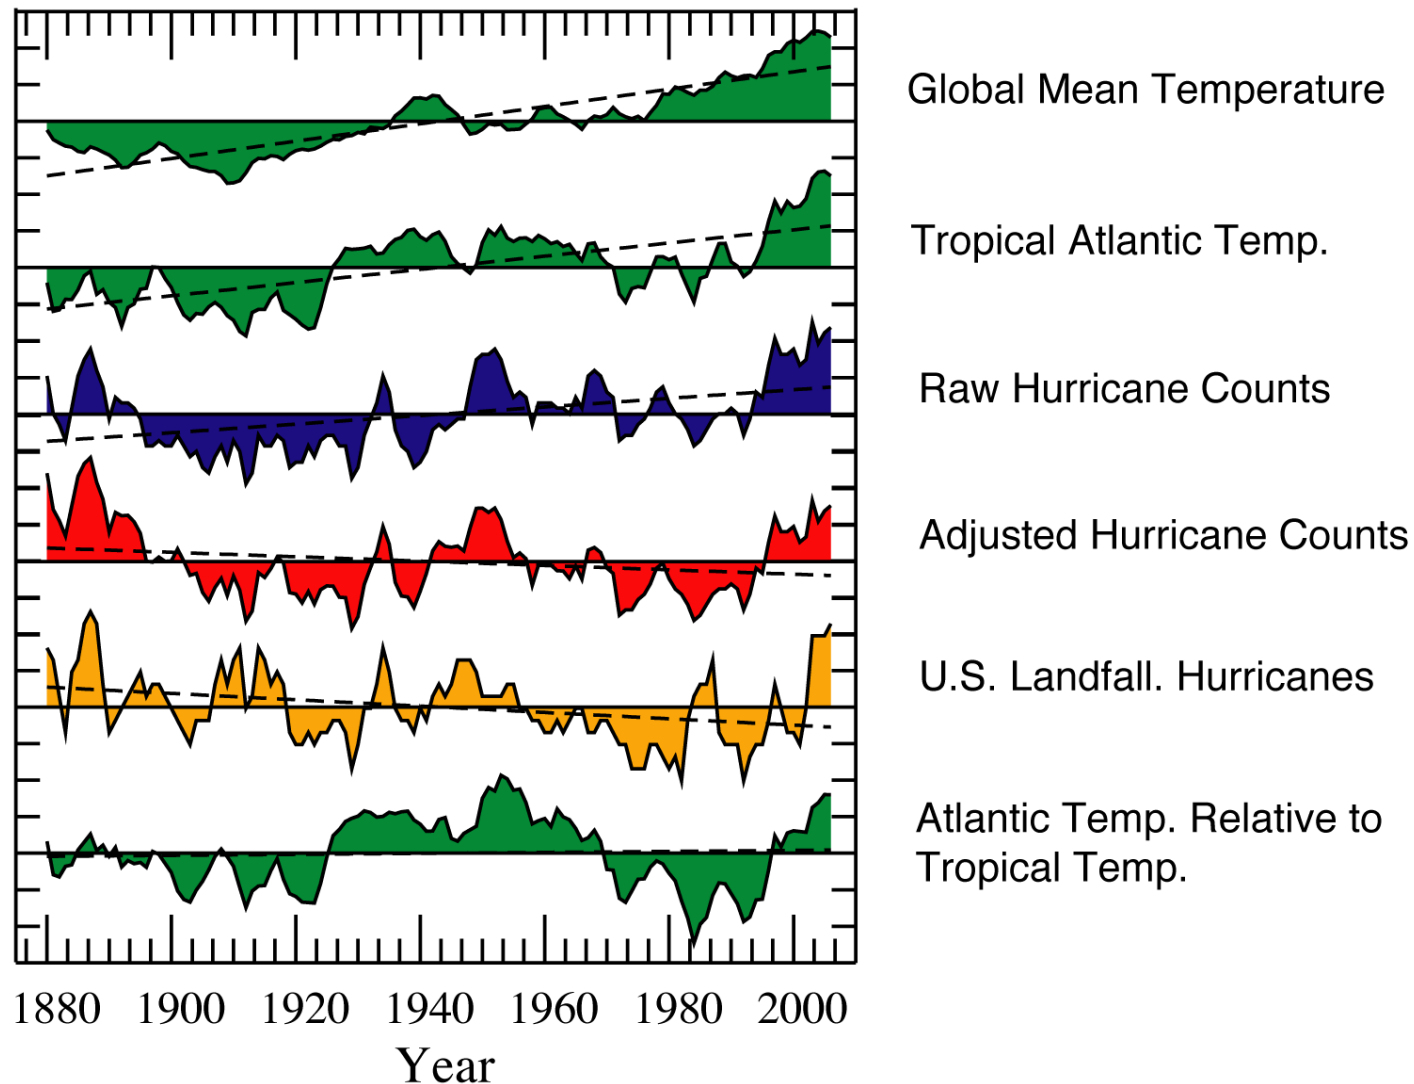 Global Mean Temperature
Tropical Atlantic Temp.
Raw Hurricane Counts
Adjusted Hurricane Counts
U.S. Landfall. Hurricanes
Atlantic Temp. Relative to
Tropical Temp.
1880 1900 1920 1940 1960 1980 2000
Year